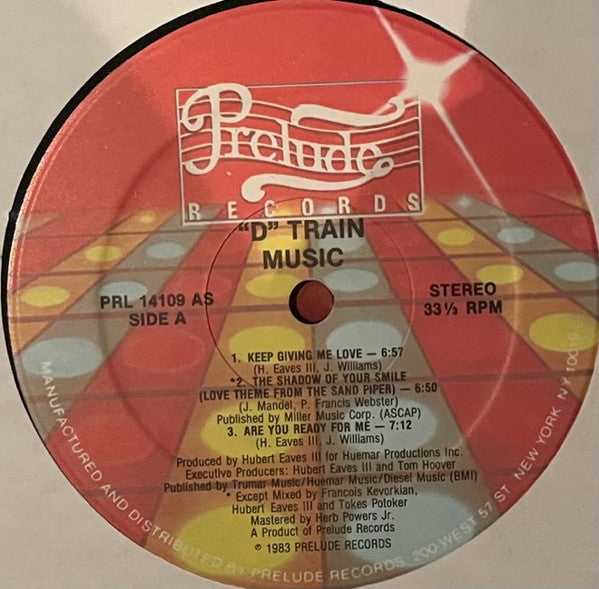 Prelude
RECORDS
"D" TRAIN
MUSIC
PRL 14109 AS
SIDE A
STEREO
33⅓ RPM
1. KEEP GIVING ME LOVE — 6:57
(H. Eaves III, J. Williams)
*2. THE SHADOW OF YOUR SMILE
(LOVE THEME FROM THE SAND PIPER) — 6:50
(J. Mandel, P. Francis Webster)
Published by Miller Music Corp. (ASCAP)
3. ARE YOU READY FOR ME — 7:12
(H. Eaves III, J. Williams)
Produced by Hubert Eaves III for Huemar Productions Inc.
Executive Producers: Hubert Eaves III and Tom Hoover
Published by Trumar Music/Huemar Music/Diesel Music (BMI)
* Except Mixed by Francois Kevorkian,
Hubert Eaves III and Tokes Potoker
Mastered by Herb Powers Jr.
A Product of Prelude Records
℗ 1983 PRELUDE RECORDS
MANUFACTURED AND DISTRIBUTED BY PRELUDE RECORDS, 200 WEST 57 ST. NEW YORK, NY 10019